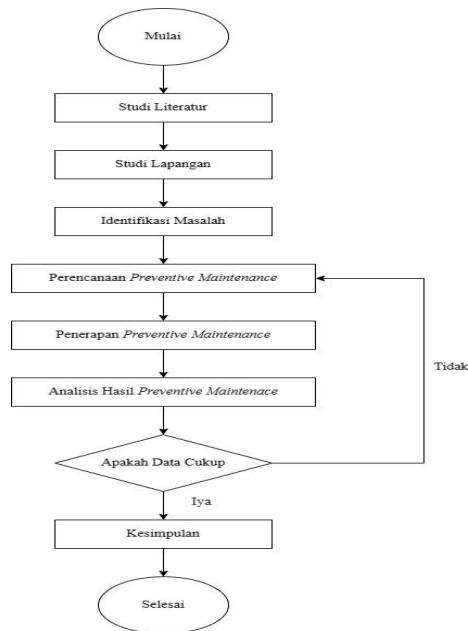 Mulai
Studi Literatur
Studi Lapangan
Identifikasi Masalah
Perencanaan Preventive Maintenance
Penerapan Preventive Maintenance
Tidak
Analisis Hasil Preventive Maintenace
Apakah Data Cukup
Iya
Kesimpulan
Selesai